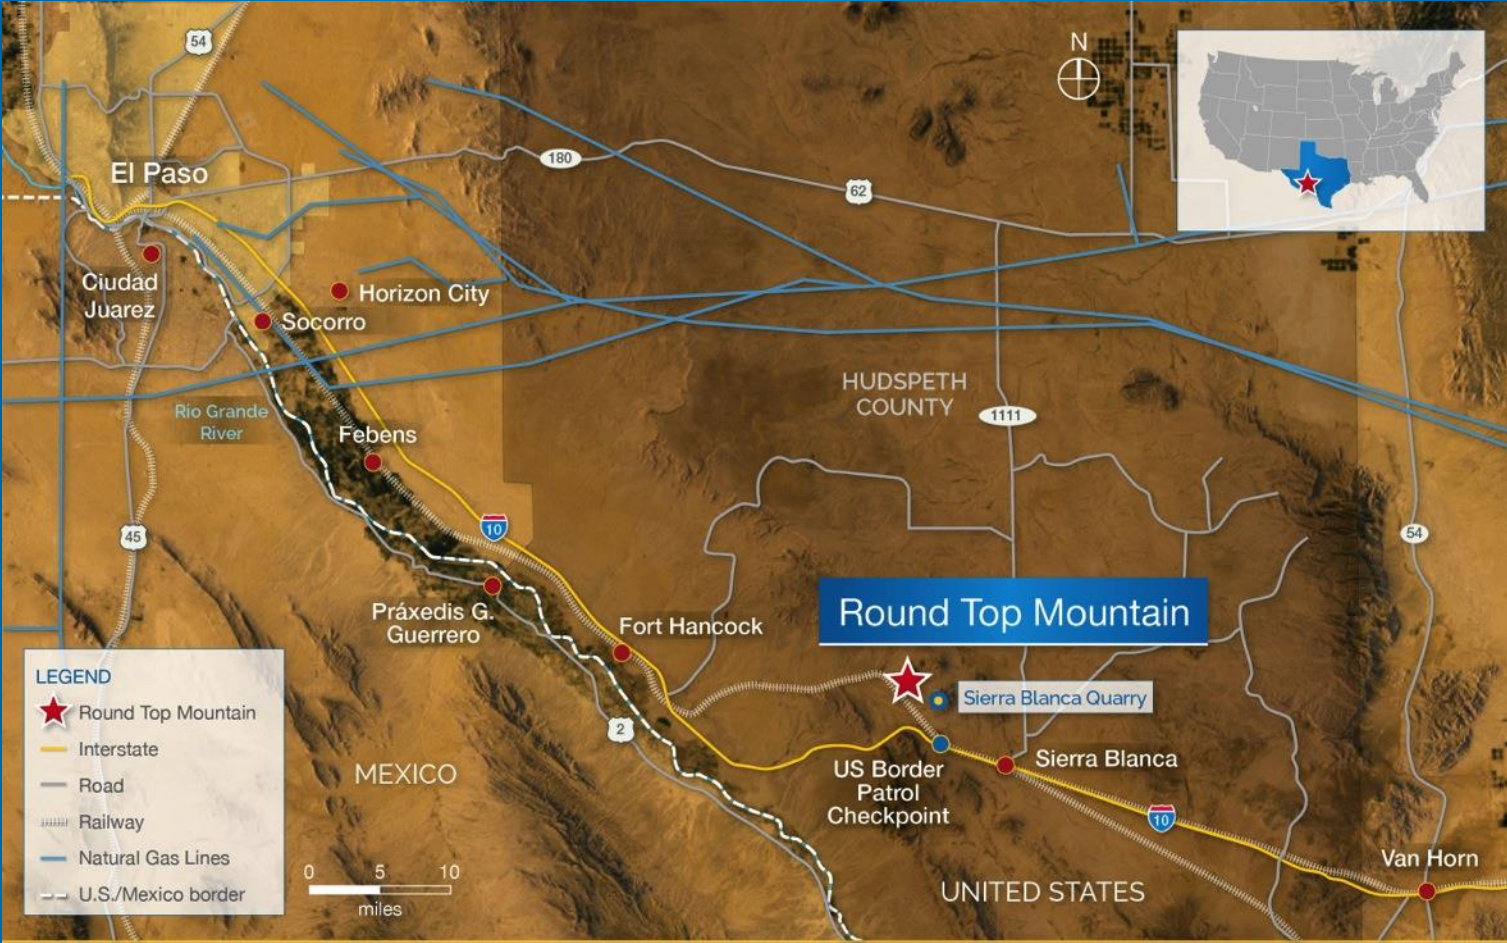 54
N
180
62
El Paso
Ciudad
Juarez
Horizon City
Socorro
HUDSPETH
COUNTY
1111
Rio Grande
River
Febens
10
45
54
Práxedis G.
Guerrero
Fort Hancock
Round Top Mountain
Sierra Blanca Quarry
2
MEXICO
US Border
Patrol
Checkpoint
Sierra Blanca
10
Van Horn
UNITED STATES
LEGEND
Round Top Mountain
Interstate
Road
Railway
Natural Gas Lines
U.S./Mexico border
0 5 10
miles